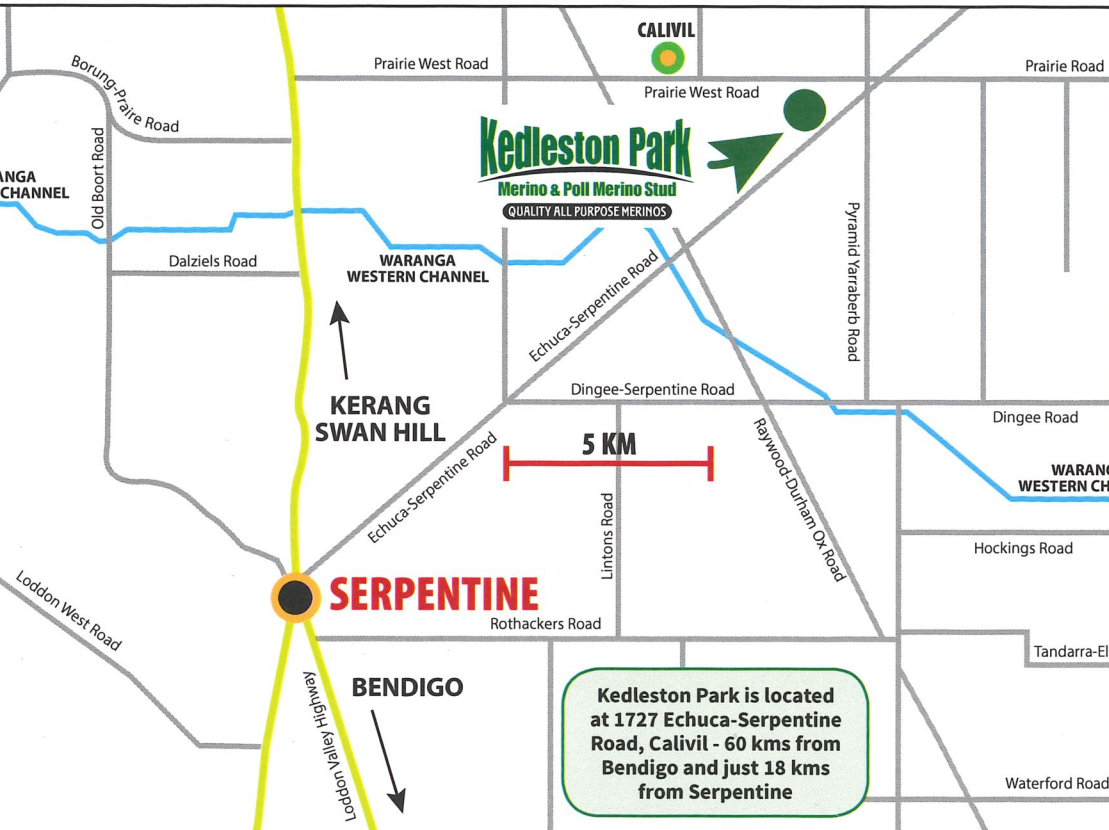 CALIVIL
Prairie West Road
Prairie Road
Borung-Praire Road
Prairie West Road
Kedleston Park
Merino & Poll Merino Stud
QUALITY ALL PURPOSE MERINOS
Old Boort Road
ANGA
CHANNEL
Pyramid Yarraberb Road
Dalziels Road
WARANGA
WESTERN CHANNEL
Echuca-Serpentine Road
Dingee-Serpentine Road
KERANG
SWAN HILL
Dingee Road
5 KM
Echuca-Serpentine Road
Raywood-Durham Ox Road
WARANG
WESTERN CH
Lintons Road
Hockings Road
Loddon West Road
SERPENTINE
Rothackers Road
Tandarra-El
BENDIGO
Loddon Valley Highway
Kedleston Park is located
at 1727 Echuca-Serpentine
Road, Calivil - 60 kms from
Bendigo and just 18 kms
from Serpentine
Waterford Road